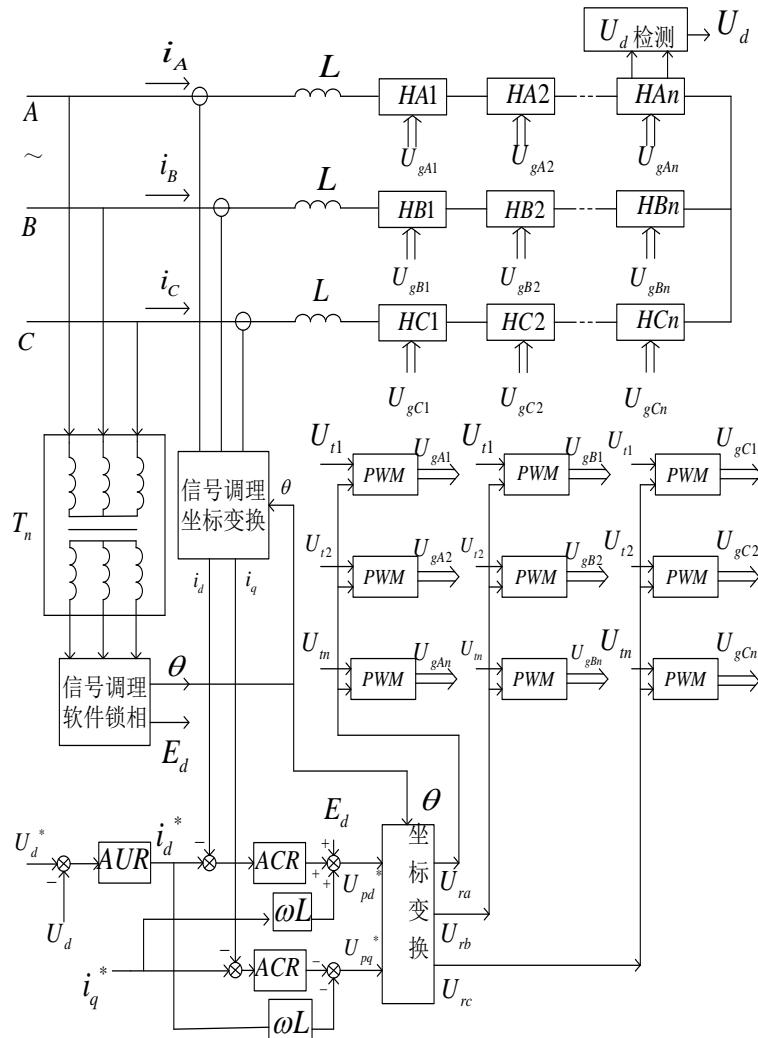 U_d 检测
U_d
i_A
L
HA1
HA2
HAn
A
U_gA1
U_gA2
U_gAn
~
i_B
L
HB1
HB2
HBn
B
U_gB1
U_gB2
U_gBn
i_C
L
HC1
HC2
HCn
C
U_gC1
U_gC2
U_gCn
U_t1
PWM
U_gA1
U_t1
PWM
U_gB1
U_t1
PWM
U_gC1
T_n
信号调理
坐标变换
θ
i_d
i_q
U_t2
PWM
U_gA2
U_t2
PWM
U_gB2
U_t2
PWM
U_gC2
U_tn
PWM
U_gAn
U_tn
PWM
U_gBn
U_tn
PWM
U_gCn
信号调理
软件锁相
θ
E_d
θ
U_d*
−
U_d
AUR
i_d*
−
ACR
+
+
+
E_d
U_pd*
坐标变换
U_ra
U_rb
U_rc
ωL
i_q*
−
ACR
−
−
U_pq*
ωL